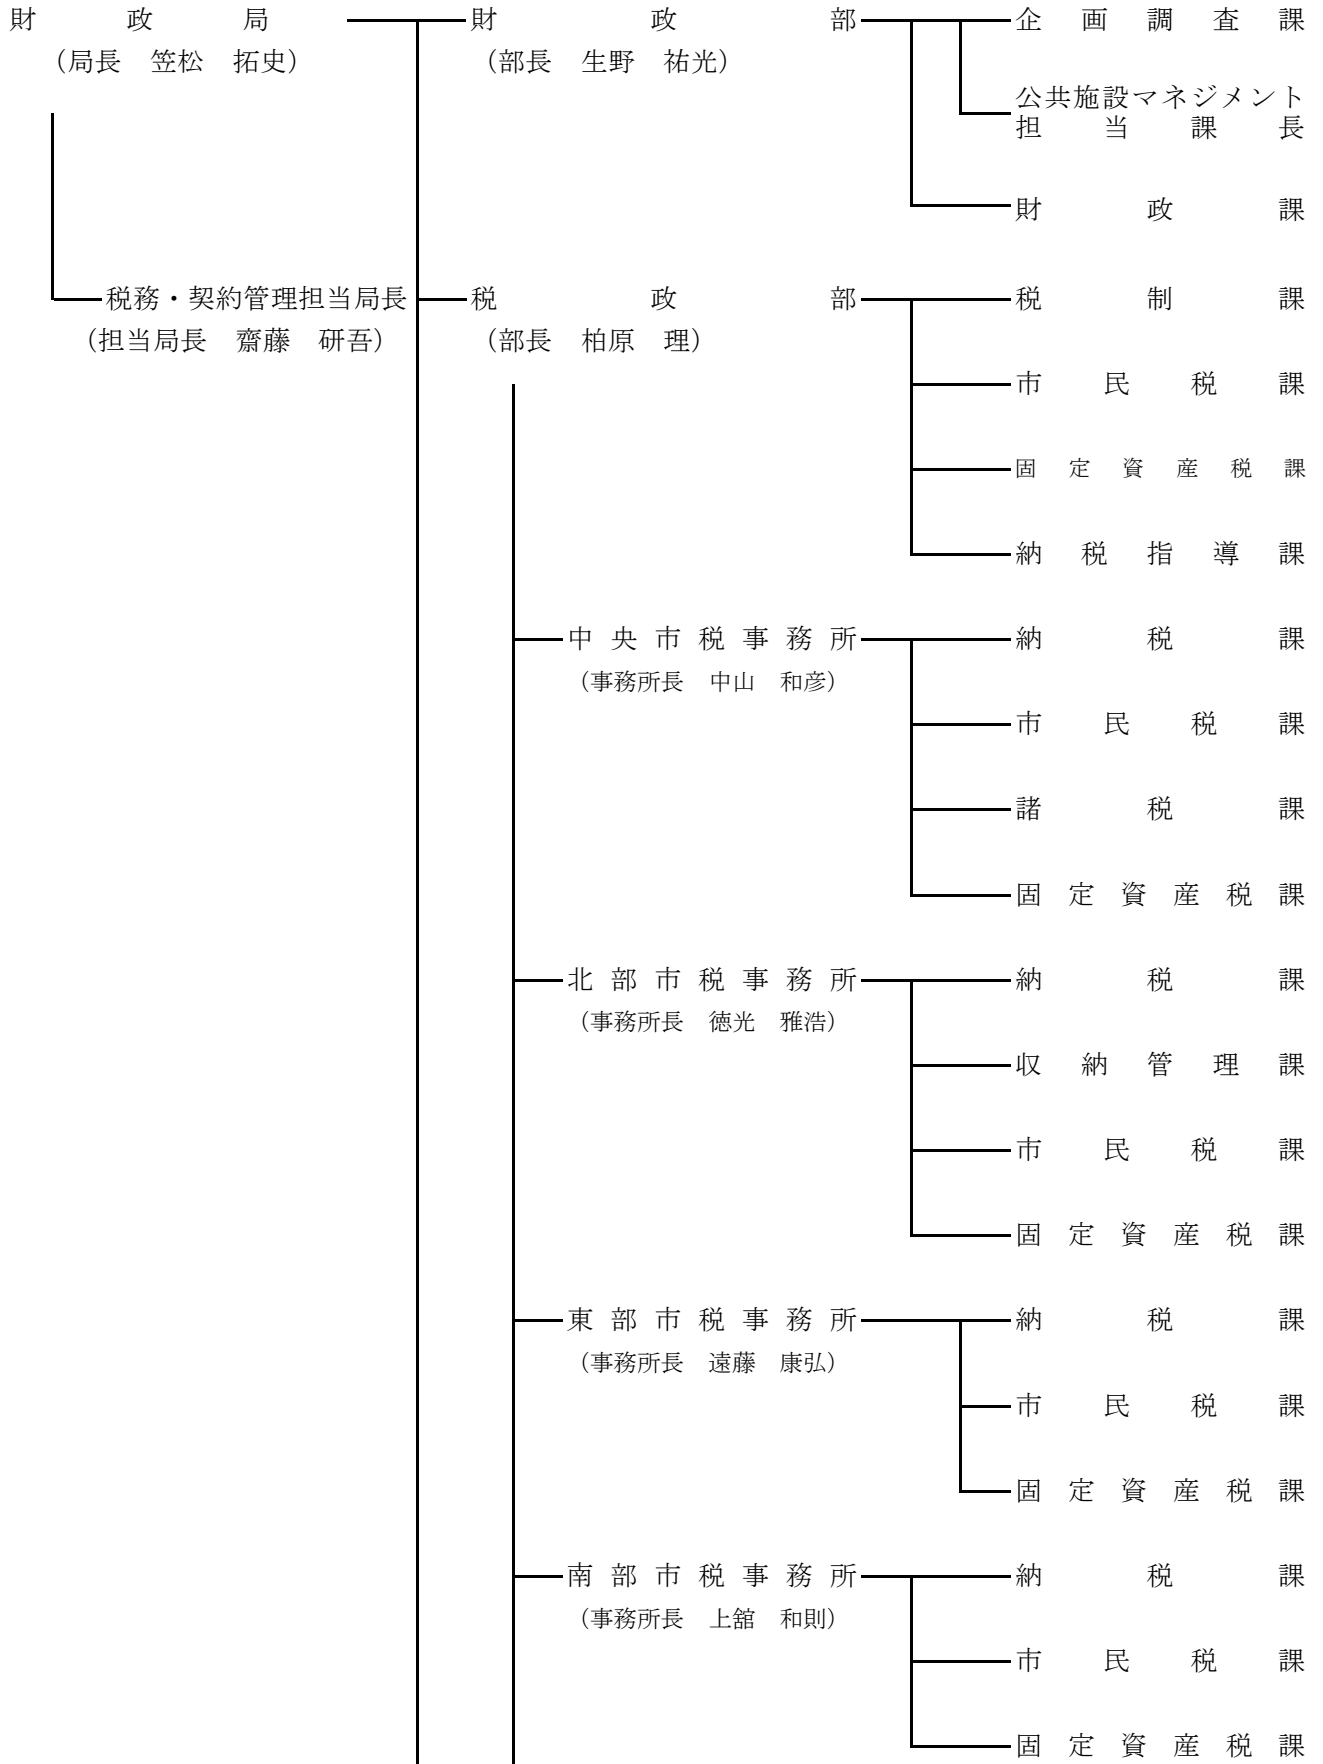 財政局 財政部 企画調査課
（局長　笠松　拓史） （部長　生野　祐光）
公共施設マネジメント
担当課長
財政課
税務・契約管理担当局長 税政部 税制課
（担当局長　齋藤　研吾） （部長　柏原　理）
市民税課
固定資産税課
納税指導課
中央市税事務所 納税課
（事務所長　中山　和彦）
市民税課
諸税課
固定資産税課
北部市税事務所 納税課
（事務所長　徳光　雅浩）
収納管理課
市民税課
固定資産税課
東部市税事務所 納税課
（事務所長　遠藤　康弘）
市民税課
固定資産税課
南部市税事務所 納税課
（事務所長　上舘　和則）
市民税課
固定資産税課